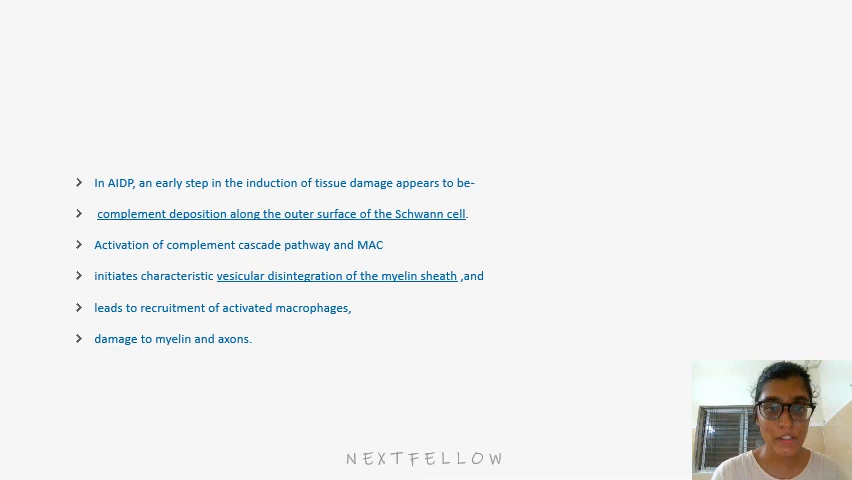 In AIDP, an early step in the induction of tissue damage appears to be-
complement deposition along the outer surface of the Schwann cell.
Activation of complement cascade pathway and MAC
initiates characteristic vesicular disintegration of the myelin sheath ,and
leads to recruitment of activated macrophages,
damage to myelin and axons.
NEXTFELLOW